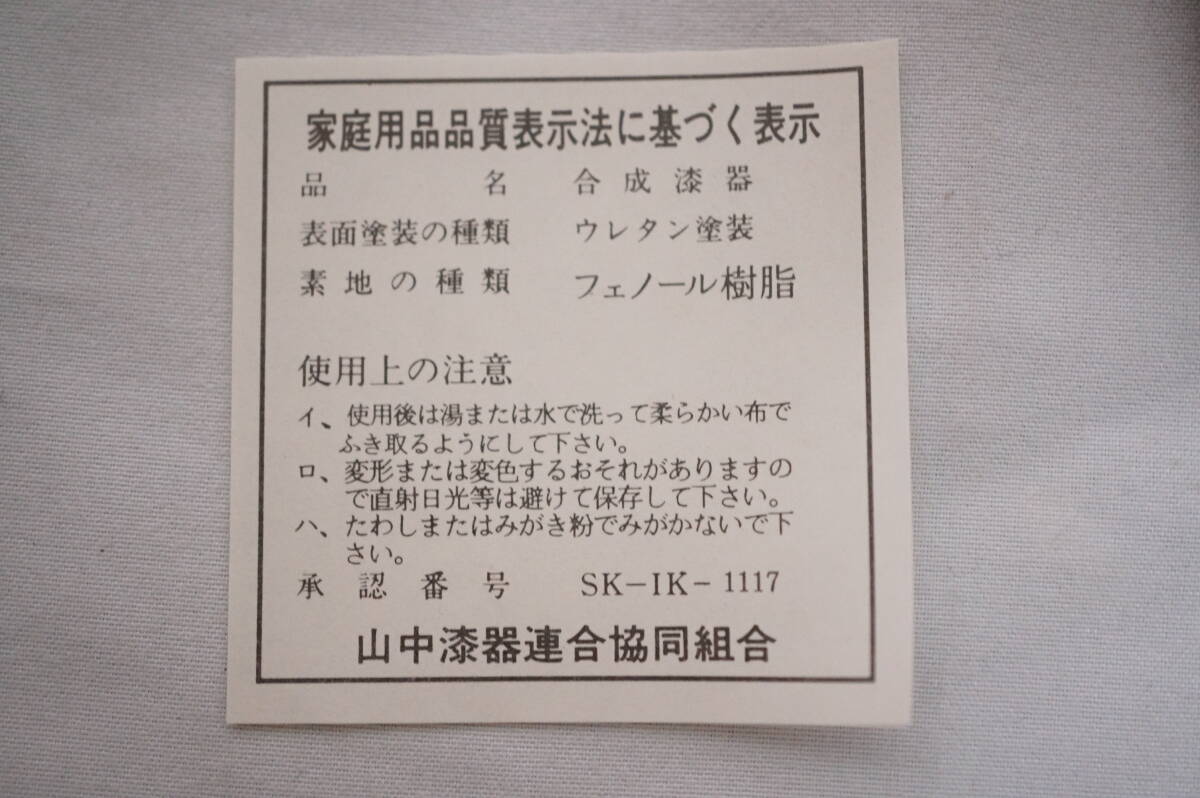 家庭用品品質表示法に基づく表示
品名 合成漆器
表面塗装の種類 ウレタン塗装
素地の種類 フェノール樹脂
使用上の注意
イ、使用後は湯または水で洗って柔らかい布で
ふき取るようにして下さい。
ロ、変形または変色するおそれがありますの
で直射日光等は避けて保存して下さい。
ハ、たわしまたはみがき粉でみがかないで下
さい。
承認番号 SK-IK-1117
山中漆器連合協同組合